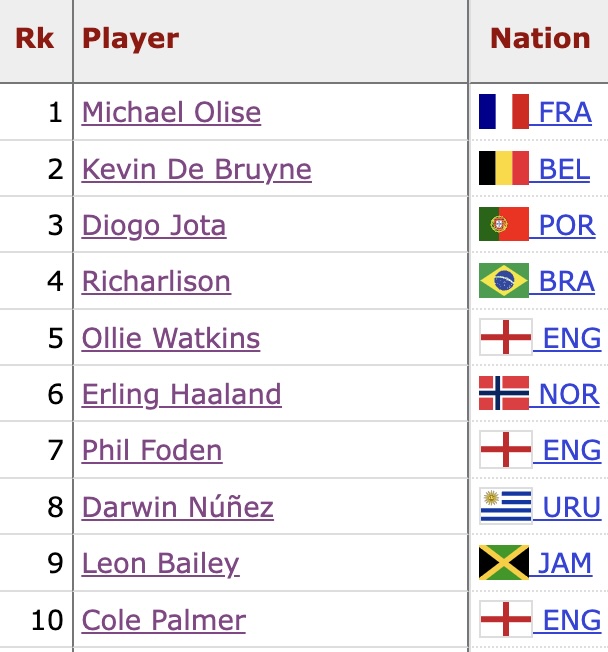 Rk Player Nation
1 Michael Olise FRA
2 Kevin De Bruyne BEL
3 Diogo Jota POR
4 Richarlison BRA
5 Ollie Watkins ENG
6 Erling Haaland NOR
7 Phil Foden ENG
8 Darwin Núñez URU
9 Leon Bailey JAM
10 Cole Palmer ENG